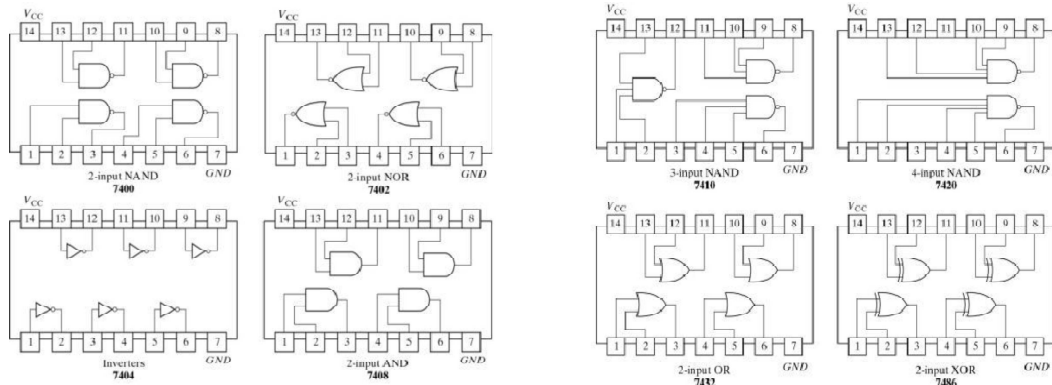 VCC
14 13 12 11 10 9 8
1 2 3 4 5 6 7
2-input NAND GND
7400
VCC
14 13 12 11 10 9 8
1 2 3 4 5 6 7
2-input NOR GND
7402
VCC
14 13 12 11 10 9 8
1 2 3 4 5 6 7
3-input NAND GND
7410
VCC
14 13 12 11 10 9 8
1 2 3 4 5 6 7
4-input NAND GND
7420
VCC
14 13 12 11 10 9 8
1 2 3 4 5 6 7
Inverters GND
7404
VCC
14 13 12 11 10 9 8
1 2 3 4 5 6 7
2-input AND GND
7408
VCC
14 13 12 11 10 9 8
1 2 3 4 5 6 7
2-input OR GND
7432
VCC
14 13 12 11 10 9 8
1 2 3 4 5 6 7
2-input XOR GND
7486